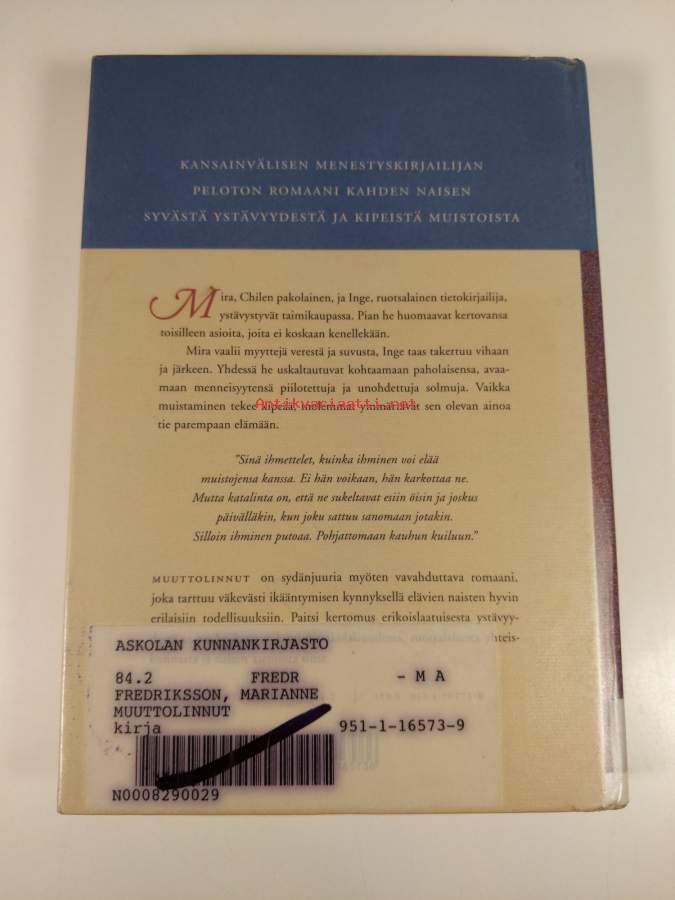 KANSAINVÄLISEN MENESTYSKIRJAILIJAN
PELOTON ROMAANI KAHDEN NAISEN
SYVÄSTÄ YSTÄVYYDESTÄ JA KIPEISTÄ MUISTOISTA
Mira, Chilen pakolainen, ja Inge, ruotsalainen tietokirjailija,
ystävystyvät taimikaupassa. Pian he huomaavat kertovansa
toisilleen asioita, joita ei koskaan kenellekään.
Mira vaalii myyttejä verestä ja suvusta, Inge taas takertuu vihaan
ja järkeen. Yhdessä he uskaltautuvat kohtaamaan paholaisensa, avaa-
maan menneisyytensä piilotettuja ja unohdettuja solmuja. Vaikka
muistaminen tekee kipeää, molemmat ymmärtävät sen olevan ainoa
Antikvariaatti.net
tie parempaan elämään.
"Sinä ihmettelet, kuinka ihminen voi elää
muistojensa kanssa. Ei hän voikaan, hän karkottaa ne.
Mutta katalinta on, että ne sukeltavat esiin öisin ja joskus
päivälläkin, kun joku sattuu sanomaan jotakin.
Silloin ihminen putoaa. Pohjattomaan kauhun kuiluun."
MUUTTOLINNUT on sydänjuuria myöten vavahduttava romaani,
joka tarttuu väkevästi ikääntymisen kynnyksellä elävien naisten hyvin
erilaisiin todellisuuksiin. Paitsi kertomus erikoislaatuisesta ystävyy-
hteis-
ASKOLAN KUNNANKIRJASTO
84.2 FREDR - M A
FREDRIKSSON, MARIANNE
MUUTTOLINNUT
kirja 951-1-16573-9
N0008290029